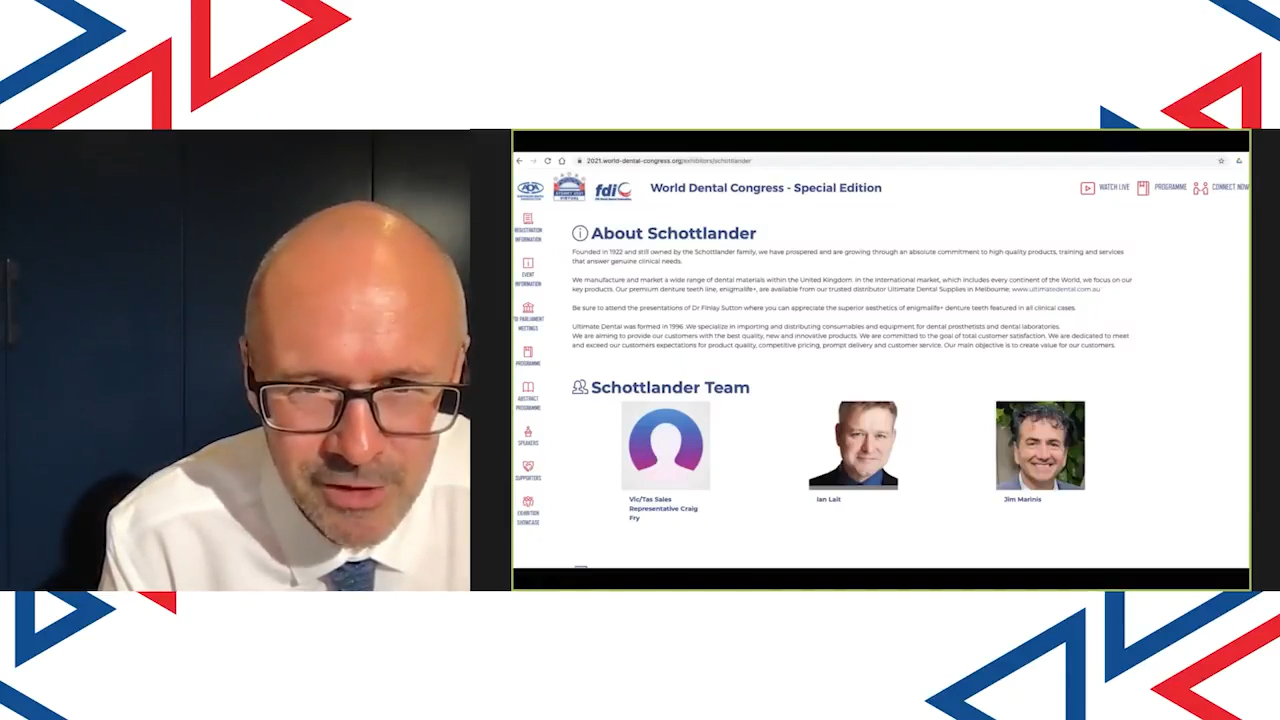 2021.world-dental-congress.org/exhibitors/schottlander
ADA
SYDNEY 2021
VIRTUAL
fdi
World Dental Congress - Special Edition
WATCH LIVE
PROGRAMME
CONNECT NOW
REGISTRATION
INFORMATION
EVENT
INFORMATION
PARLIAMENT
MEETINGS
PROGRAMME
ABSTRACT
PROGRAMME
SPEAKERS
SUPPORTERS
EXHIBITION
SHOWCASE
About Schottlander
Founded in 1922 and still owned by the Schottlander family, we have prospered and are growing through an absolute commitment to high quality products, training and services
that answer genuine clinical needs.
We manufacture and market a wide range of dental materials within the United Kingdom. In the International market, which includes every continent of the World, we focus on our
key products. Our premium denture teeth line, enigmalife+, are available from our trusted distributor Ultimate Dental Supplies in Melbourne: www.ultimatedental.com.au
Be sure to attend the presentations of Dr Finlay Sutton where you can appreciate the superior aesthetics of enigmalife+ denture teeth featured in all clinical cases.
Ultimate Dental was formed in 1996 .We specialize in importing and distributing consumables and equipment for dental prosthetists and dental laboratories.
We are aiming to provide our customers with the best quality, new and innovative products. We are committed to the goal of total customer satisfaction. We are dedicated to meet
and exceed our customers expectations for product quality, competitive pricing, prompt delivery and customer service. Our main objective is to create value for our customers.
Schottlander Team
Vic/Tas Sales
Representative Craig
Fry
Ian Lait
Jim Marinis